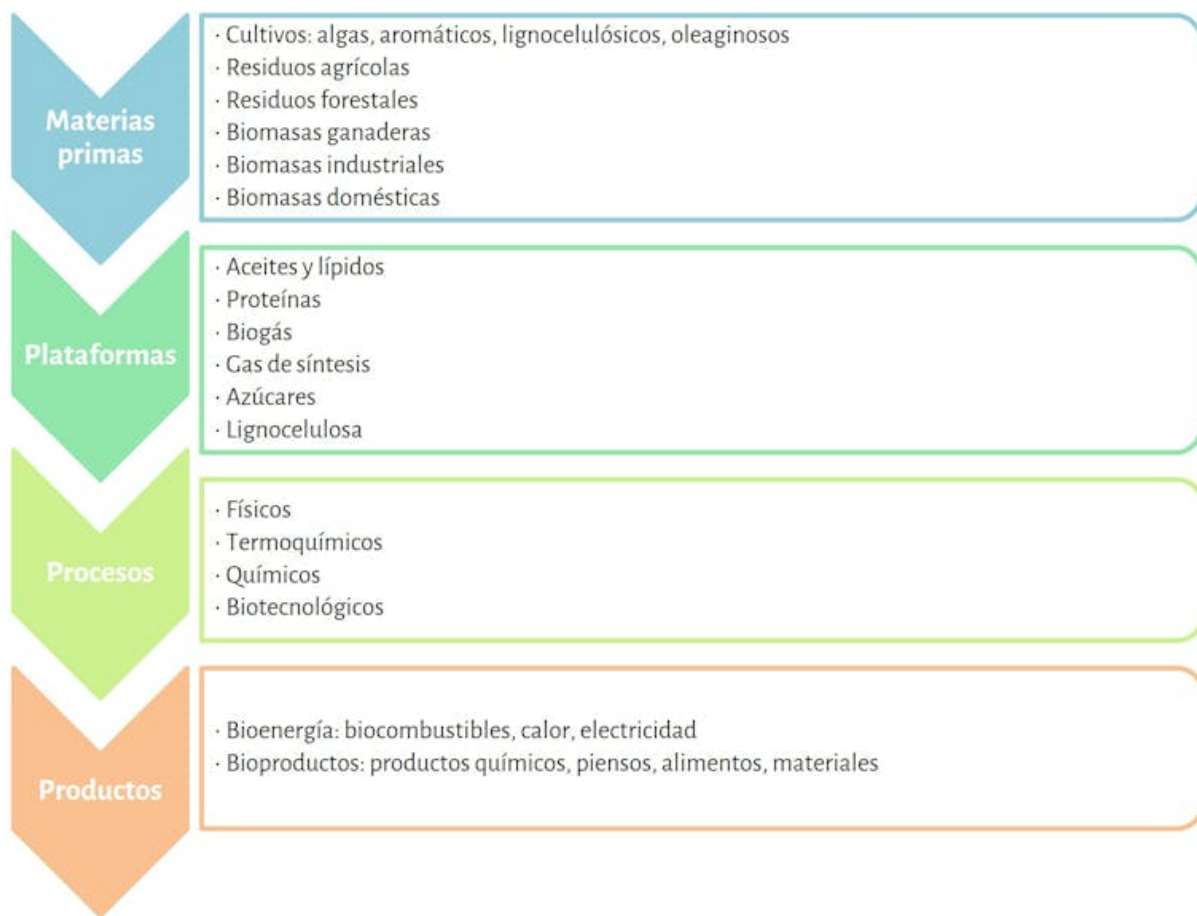 Materias
primas
· Cultivos: algas, aromáticos, lignocelulósicos, oleaginosos
· Residuos agrícolas
· Residuos forestales
· Biomasas ganaderas
· Biomasas industriales
· Biomasas domésticas
Plataformas
· Aceites y lípidos
· Proteínas
· Biogás
· Gas de síntesis
· Azúcares
· Lignocelulosa
Procesos
· Físicos
· Termoquímicos
· Químicos
· Biotecnológicos
Productos
· Bioenergía: biocombustibles, calor, electricidad
· Bioproductos: productos químicos, piensos, alimentos, materiales